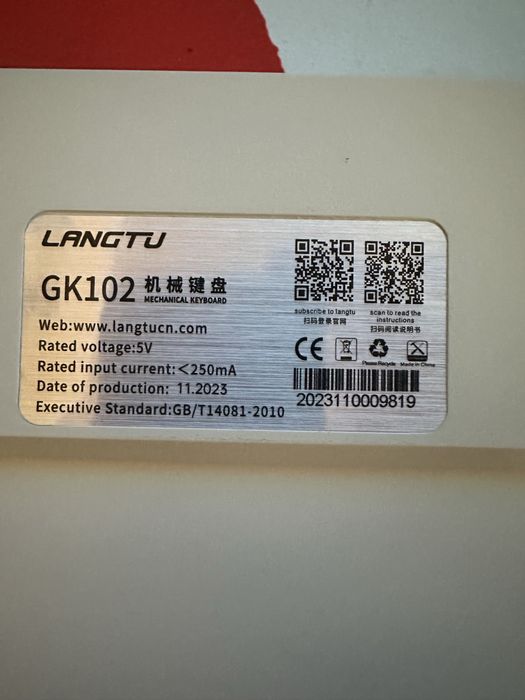 LANGTU
GK102 机械键盘
MECHANICAL KEYBOARD
Web:www.langtucn.com
Rated voltage:5V
Rated input current:<250mA
Date of production: 11.2023
Executive Standard:GB/T14081-2010
subscribe to langtu
扫码登录官网
scan to read the
instructions
扫码阅读说明书
CE
Please Recycle
Made in China
2023110009819